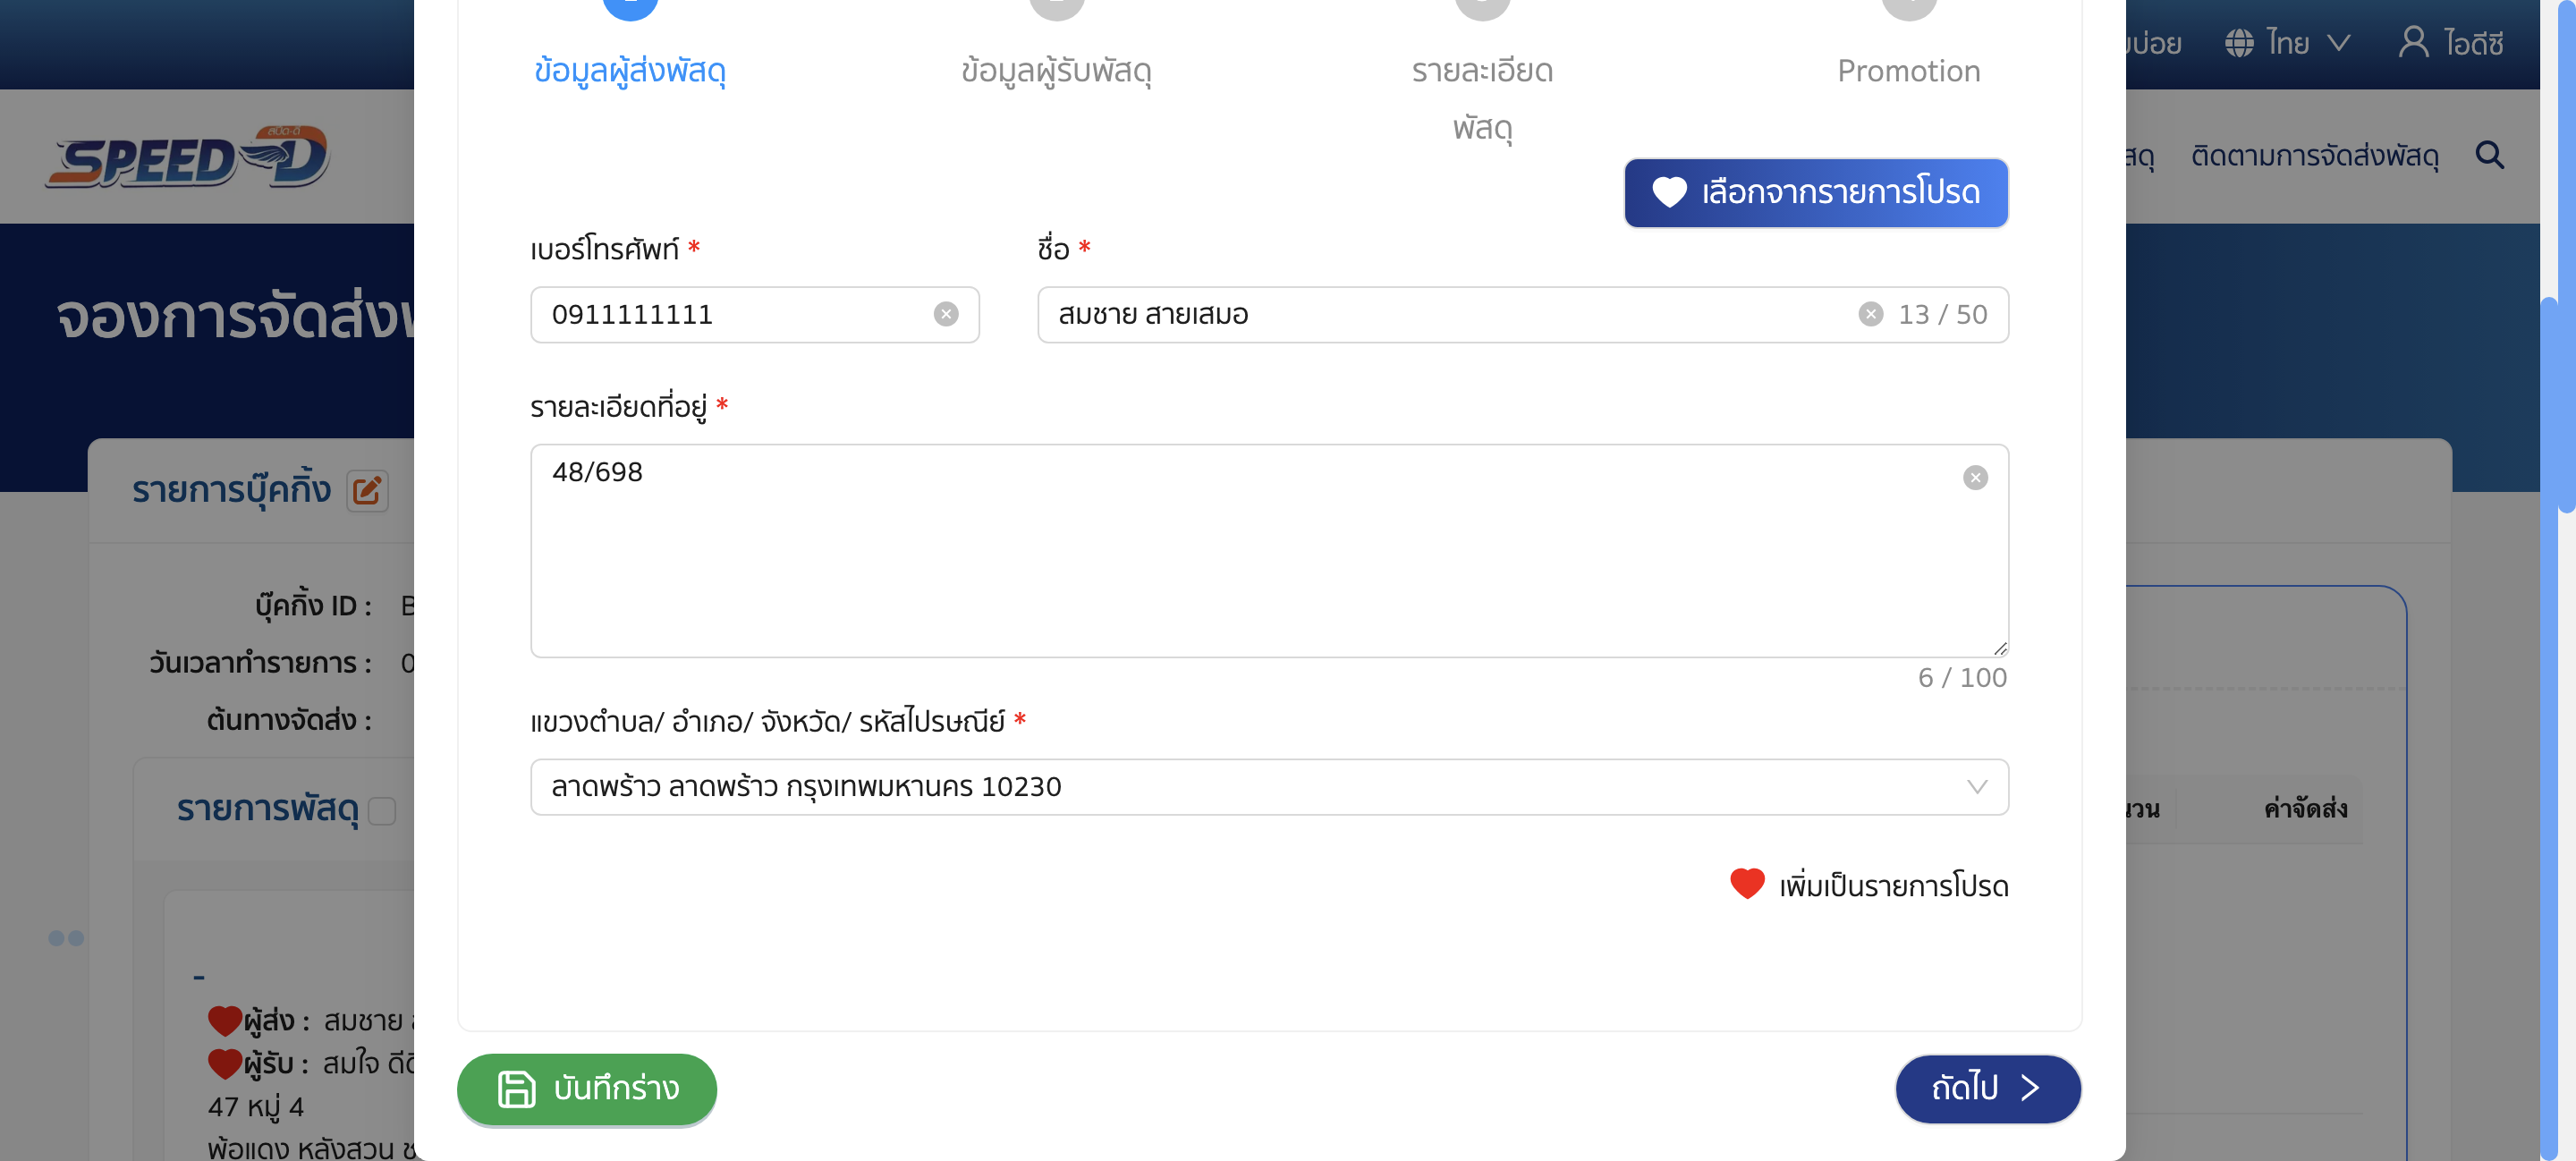 ข้อมูลผู้ส่งพัสดุ
ข้อมูลผู้รับพัสดุ
รายละเอียด
พัสดุ
Promotion
ไทย
ไอดีซี
สปีด-ดี
SPEED-D
ติดตามการจัดส่งพัสดุ
เลือกจากรายการโปรด
เบอร์โทรศัพท์ *
ชื่อ *
0911111111
สมชาย สายเสมอ
13 / 50
จองการจัดส่ง
รายละเอียดที่อยู่ *
48/698
6 / 100
รายการบุ๊คกิ้ง
บุ๊คกิ้ง ID :
วันเวลาทำรายการ : 0
ต้นทางจัดส่ง :
แขวงตำบล/ อำเภอ/ จังหวัด/ รหัสไปรษณีย์ *
ลาดพร้าว ลาดพร้าว กรุงเทพมหานคร 10230
รายการพัสดุ
ค่าจัดส่ง
เพิ่มเป็นรายการโปรด
-
ผู้ส่ง : สมชาย
ผู้รับ : สมใจ
47 หมู่ 4
พ้อแดง หลังสวน
บันทึกร่าง
ถัดไป